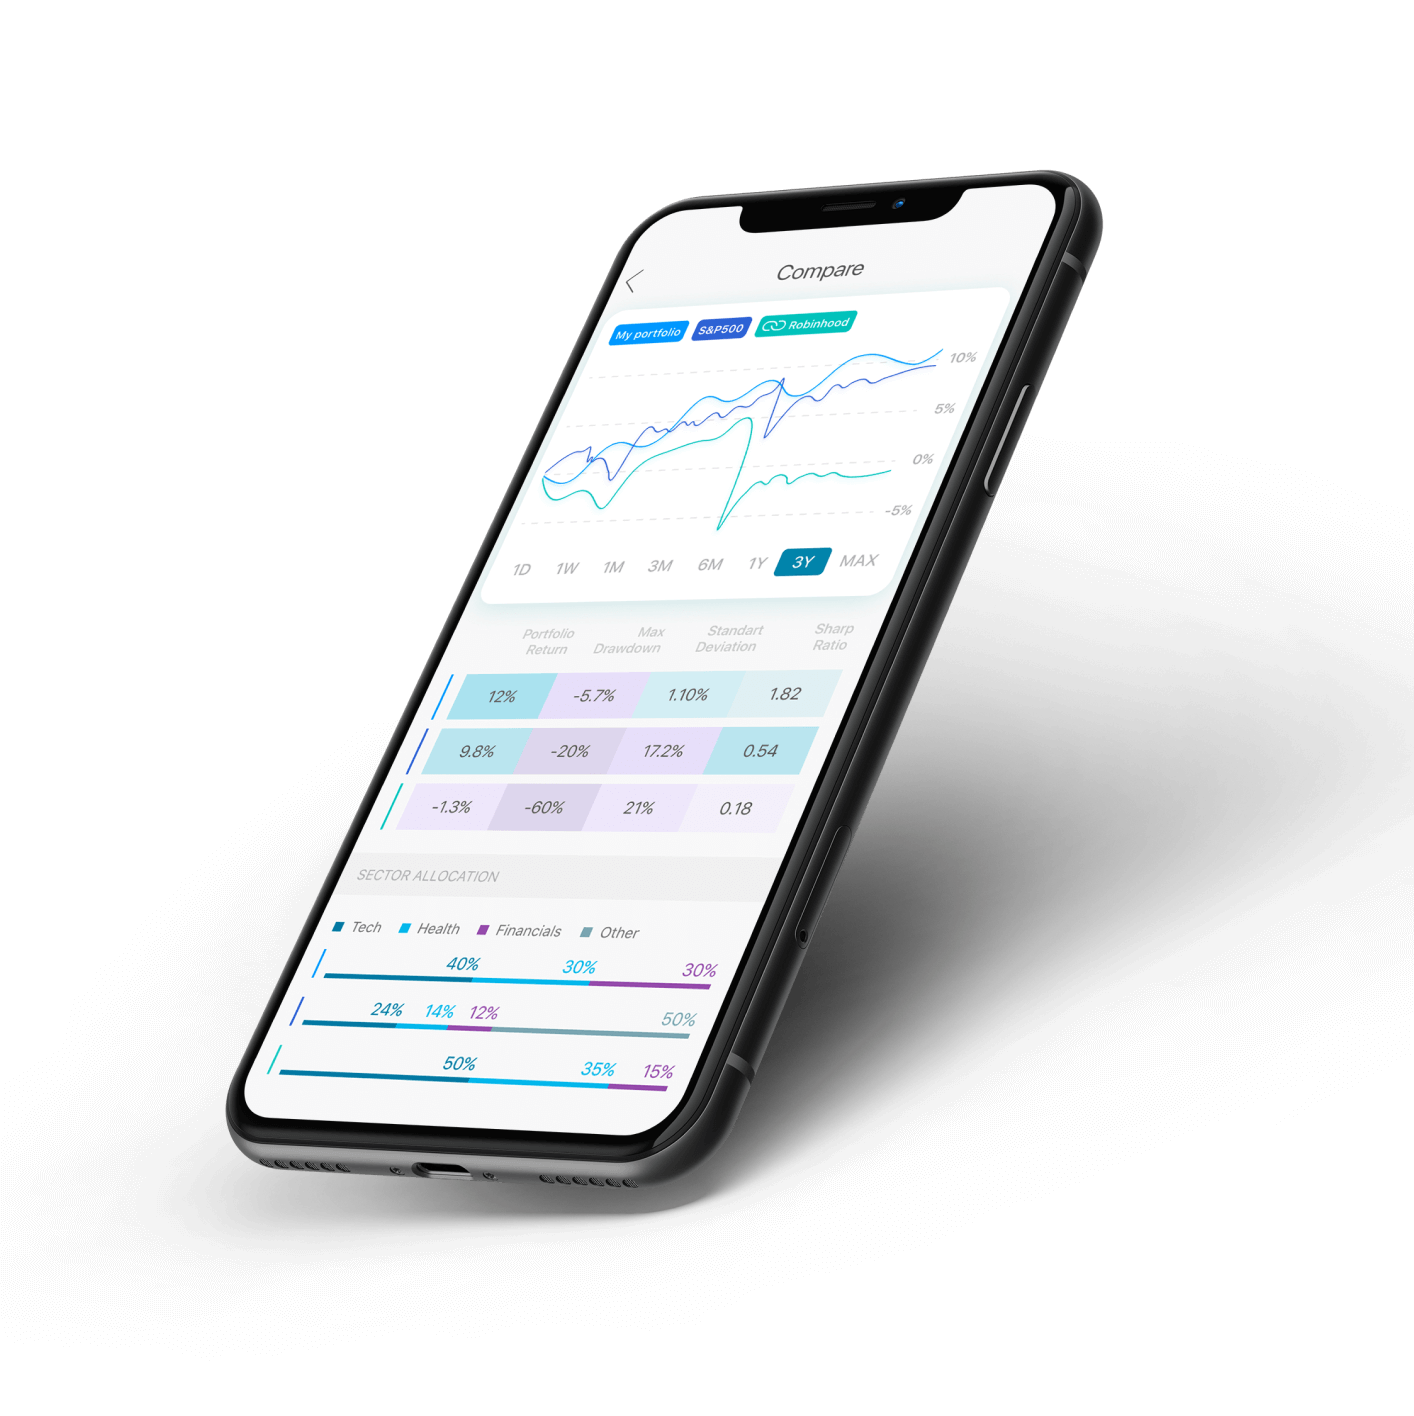 Compare
My portfolio S&P500 Robinhood
10%
5%
0%
-5%
1D 1W 1M 3M 6M 1Y 3Y MAX
Portfolio Max Standart Sharp
Return Drawdown Deviation Ratio
12% -5.7% 1.10% 1.82
9.8% -20% 17.2% 0.54
-1.3% -60% 21% 0.18
SECTOR ALLOCATION
Tech Health Financials Other
40% 30% 30%
24% 14% 12% 50%
50% 35% 15%